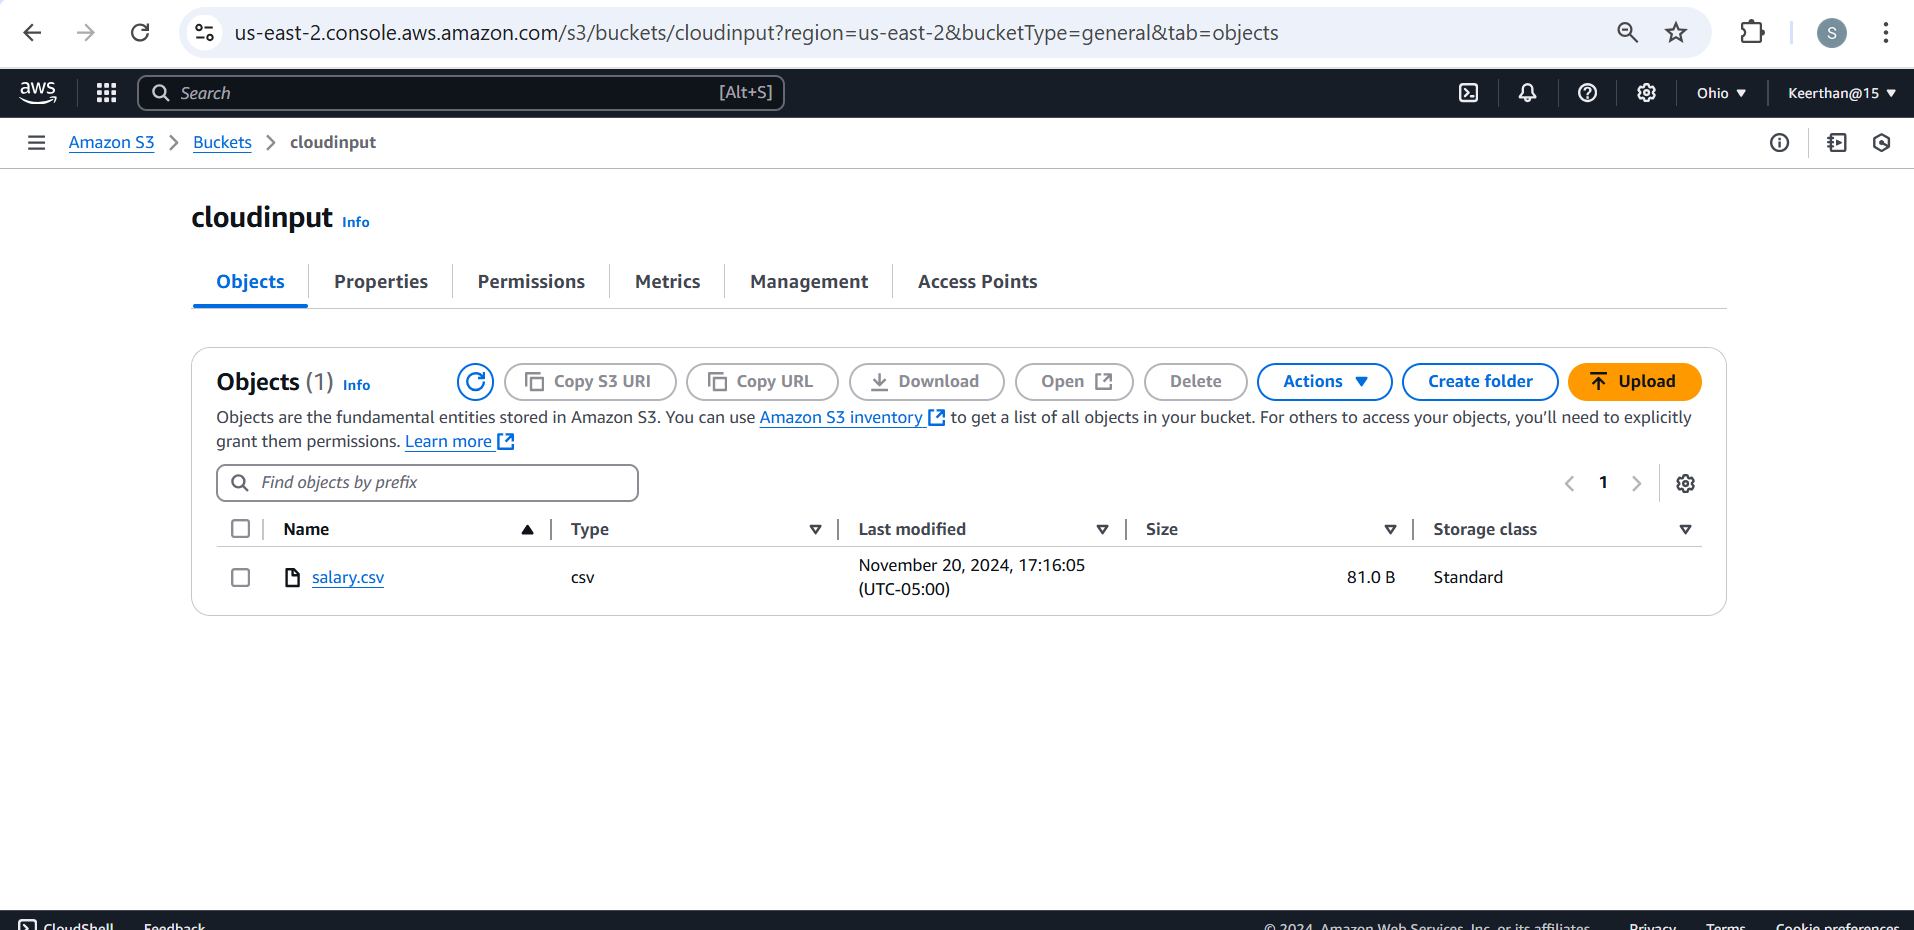 us-east-2.console.aws.amazon.com/s3/buckets/cloudinput?region=us-east-2&bucketType=general&tab=objects
S
aws
Search
[Alt+S]
Ohio
Keerthan@15
Amazon S3
Buckets
cloudinput
cloudinput
Info
Objects
Properties
Permissions
Metrics
Management
Access Points
Objects (1)
Info
Copy S3 URI
Copy URL
Download
Open
Delete
Actions
Create folder
Upload
Objects are the fundamental entities stored in Amazon S3. You can use Amazon S3 inventory to get a list of all objects in your bucket. For others to access your objects, you’ll need to explicitly
grant them permissions. Learn more
Find objects by prefix
1
Name
Type
Last modified
Size
Storage class
salary.csv
csv
November 20, 2024, 17:16:05
(UTC-05:00)
81.0 B
Standard
CloudShell
Feedback
© 2024, Amazon Web Services, Inc. or its affiliates.
Privacy
Terms
Cookie preferences